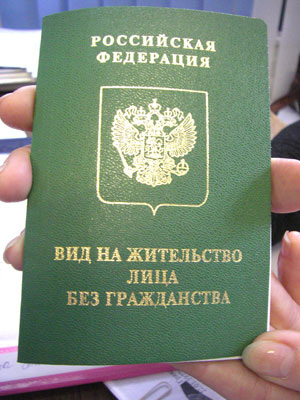 РОССИЙСКАЯ
ФЕДЕРАЦИЯ
ВИД НА ЖИТЕЛЬСТВО
ЛИЦА
БЕЗ ГРАЖДАНСТВА